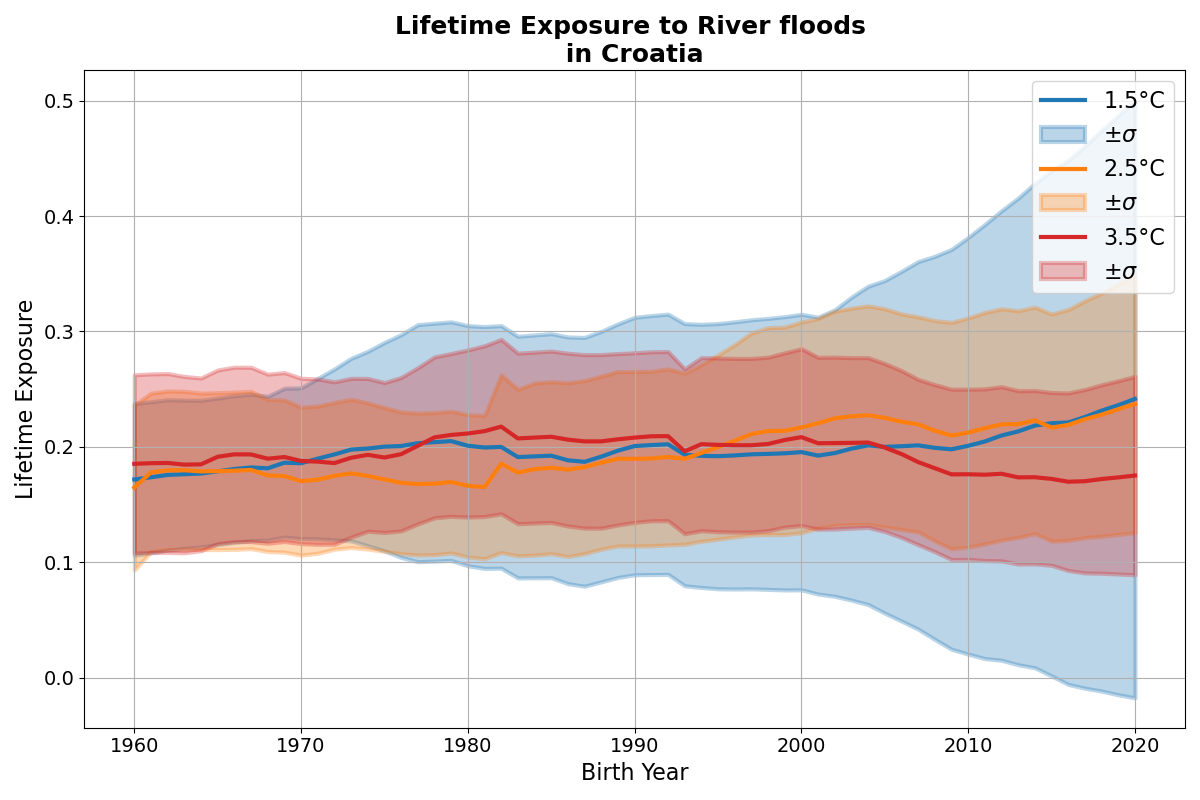 Lifetime Exposure to River floods
in Croatia
Lifetime Exposure
0.5
0.4
0.3
0.2
0.1
0.0
1960
1970
1980
1990
2000
2010
2020
Birth Year
1.5°C
±σ
2.5°C
±σ
3.5°C
±σ